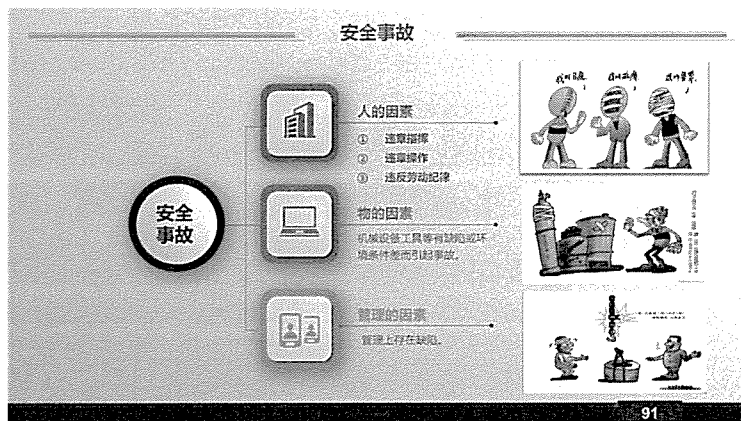 安全事故
安全
事故
人的因素
① 违章指挥
② 违章操作
③ 违反劳动纪律
物的因素
机械设备工具等有缺陷或环
境条件差而引起事故。
管理的因素
管理上存在缺陷。
91